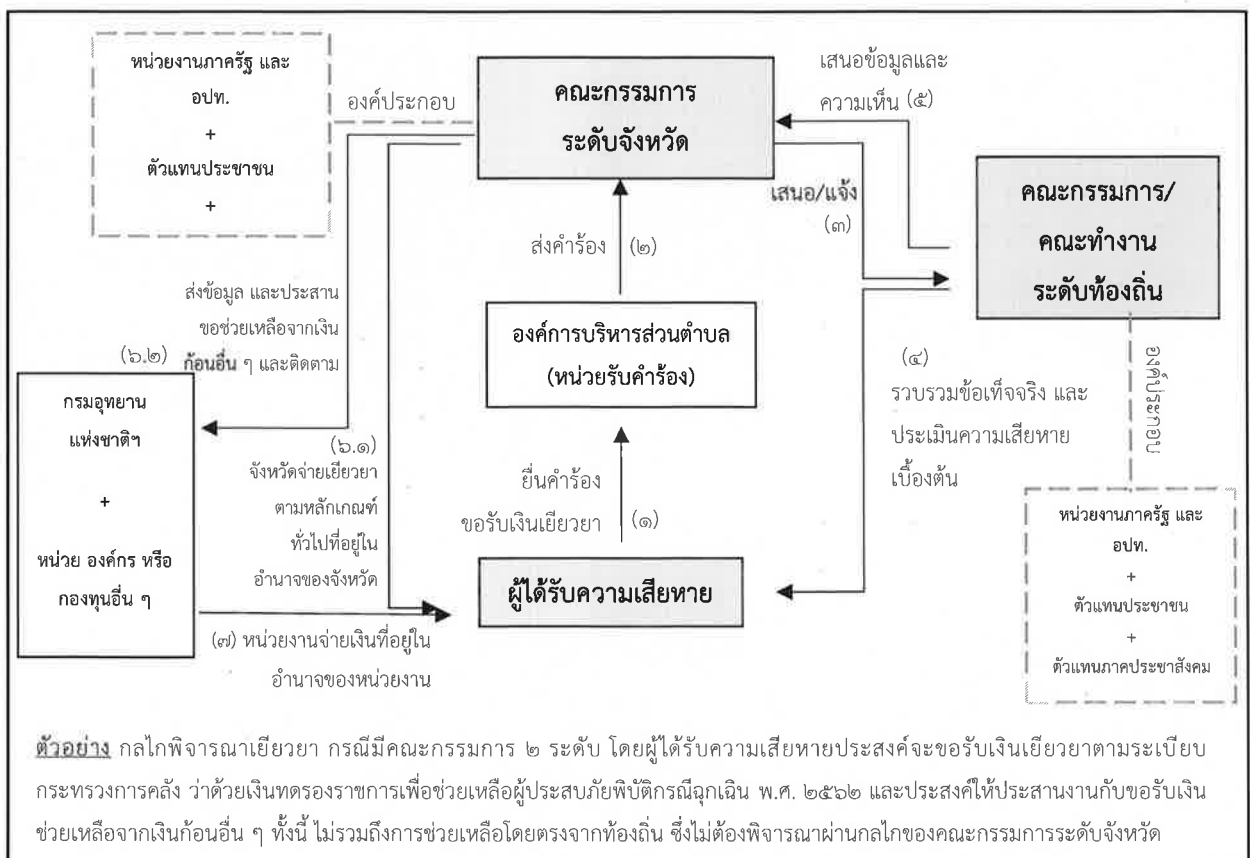 หน่วยงานภาครัฐ และ
อปท.
+
ตัวแทนประชาชน
+
องค์ประกอบ
คณะกรรมการ
ระดับจังหวัด
เสนอข้อมูลและ
ความเห็น (๕)
เสนอ/แจ้ง
(๓)
คณะกรรมการ/
คณะทำงาน
ระดับท้องถิ่น
ส่งคำร้อง (๒)
ส่งข้อมูล และประสาน
ขอช่วยเหลือจากเงิน
ก้อนอื่น ๆ และติดตาม
(๖.๒)
องค์การบริหารส่วนตำบล
(หน่วยรับคำร้อง)
กรมอุทยาน
แห่งชาติฯ
+
หน่วย องค์กร หรือ
กองทุนอื่น ๆ
(๖.๑)
จังหวัดจ่ายเยียวยา
ตามหลักเกณฑ์
ทั่วไปที่อยู่ใน
อำนาจของจังหวัด
ยื่นคำร้อง
ขอรับเงินเยียวยา (๑)
(๔)
รวบรวมข้อเท็จจริง และ
ประเมินความเสียหาย
เบื้องต้น
องค์ประกอบ
ผู้ได้รับความเสียหาย
(๗) หน่วยงานจ่ายเงินที่อยู่ใน
อำนาจของหน่วยงาน
หน่วยงานภาครัฐ และ
อปท.
+
ตัวแทนประชาชน
+
ตัวแทนภาคประชาสังคม
ตัวอย่าง กลไกพิจารณาเยียวยา กรณีมีคณะกรรมการ ๒ ระดับ โดยผู้ได้รับความเสียหายประสงค์จะขอรับเงินเยียวยาตามระเบียบ
กระทรวงการคลัง ว่าด้วยเงินทดรองราชการเพื่อช่วยเหลือผู้ประสบภัยพิบัติกรณีฉุกเฉิน พ.ศ. ๒๕๖๒ และประสงค์ให้ประสานงานกับขอรับเงิน
ช่วยเหลือจากเงินก้อนอื่น ๆ ทั้งนี้ ไม่รวมถึงการช่วยเหลือโดยตรงจากท้องถิ่น ซึ่งไม่ต้องพิจารณาผ่านกลไกของคณะกรรมการระดับจังหวัด